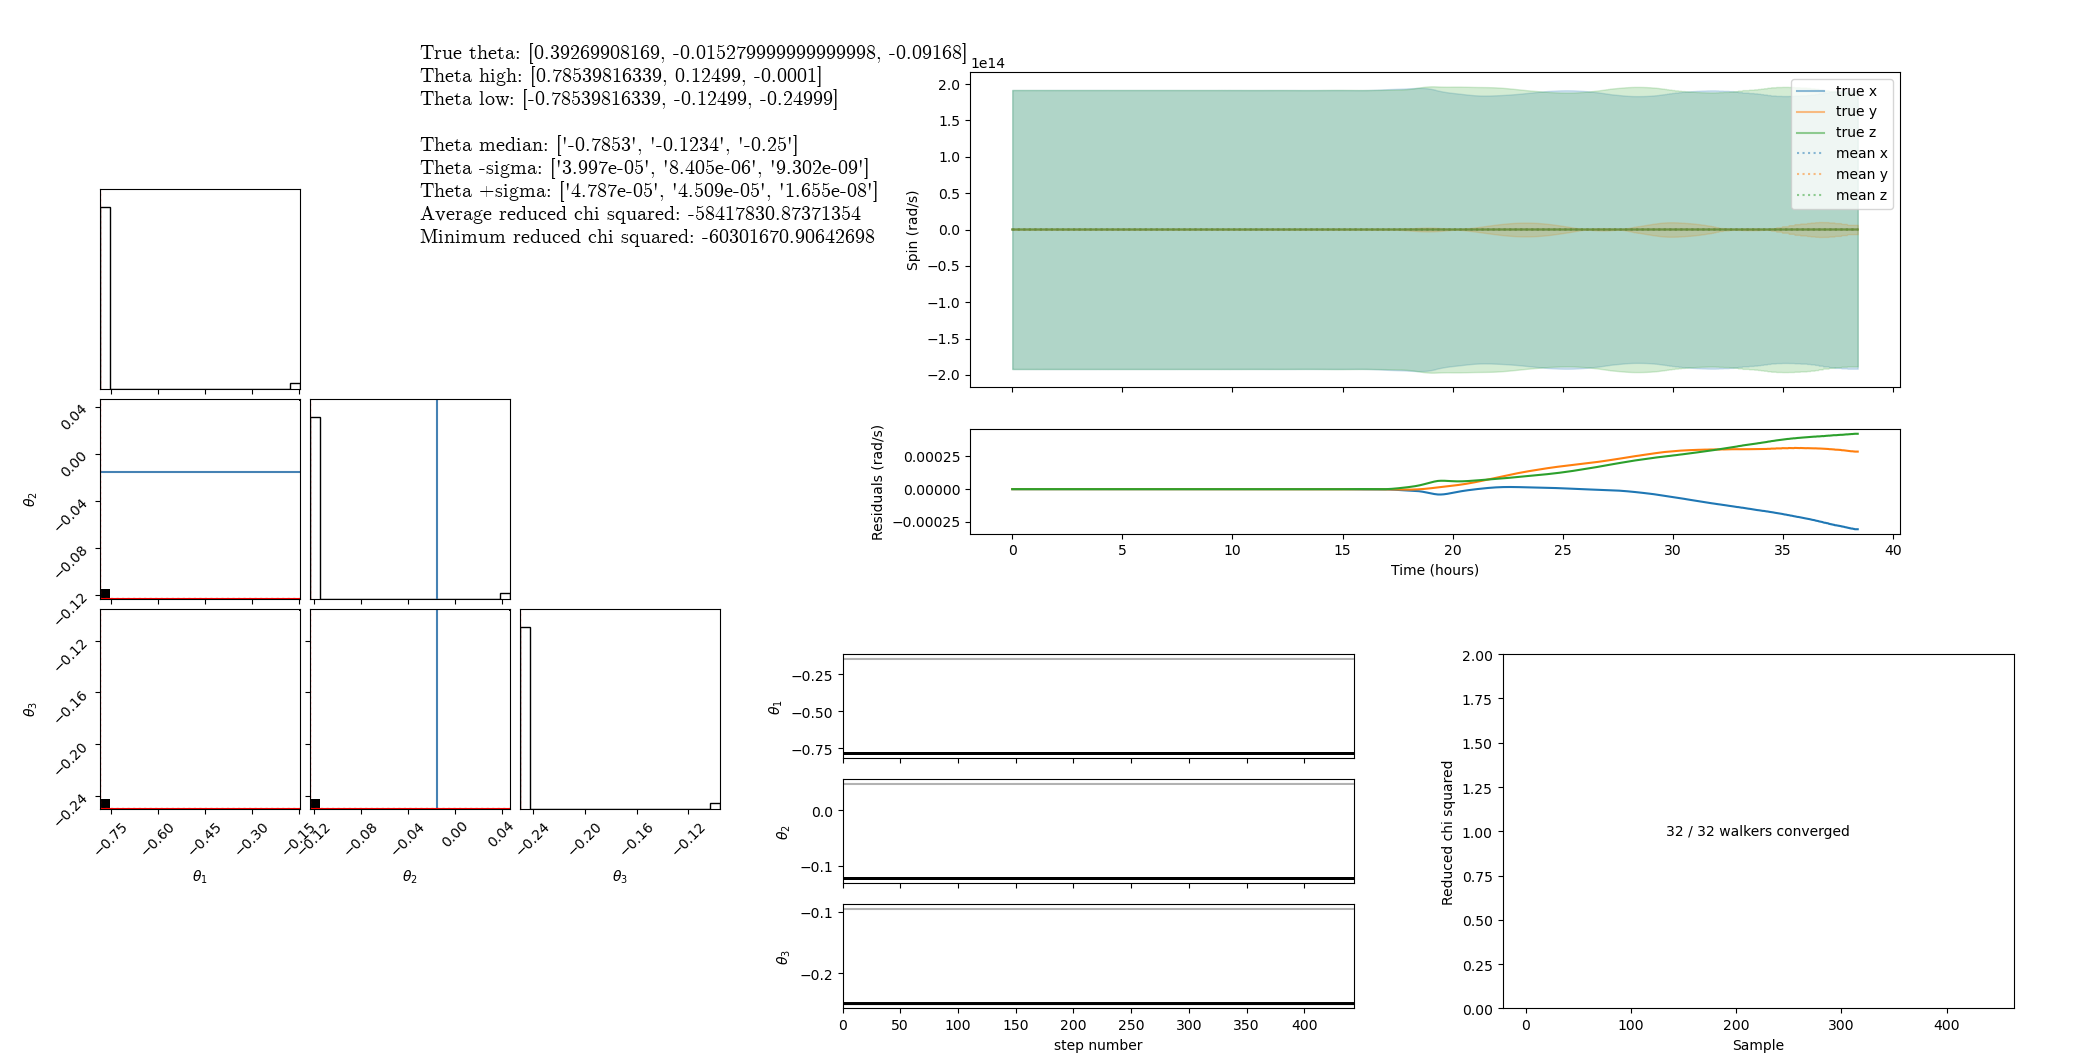 True theta: [0.39269908169, -0.015279999999999998, -0.09168]
Theta high: [0.78539816339, 0.12499, -0.0001]
Theta low: [-0.78539816339, -0.12499, -0.24999]
Theta median: ['-0.7853', '-0.1234', '-0.25']
Theta -sigma: ['3.997e-05', '8.405e-06', '9.302e-09']
Theta +sigma: ['4.787e-05', '4.509e-05', '1.655e-08']
Average reduced chi squared: -58417830.87371354
Minimum reduced chi squared: -60301670.90642698
1e14
2.0
1.5
1.0
0.5
0.0
−0.5
−1.0
−1.5
−2.0
Spin (rad/s)
true x
true y
true z
mean x
mean y
mean z
0.00025
0.00000
−0.00025
Residuals (rad/s)
0 5 10 15 20 25 30 35 40
Time (hours)
0.04
0.00
−0.04
−0.08
−0.12
θ2
−0.12
−0.16
−0.20
−0.24
θ3
−0.75 −0.60 −0.45 −0.30 −0.15
θ1
−0.12 −0.08 −0.04 0.00 0.04
θ2
−0.24 −0.20 −0.16 −0.12
θ3
−0.25
−0.50
−0.75
θ1
0.0
−0.1
θ2
−0.1
−0.2
θ3
0 50 100 150 200 250 300 350 400
step number
2.00
1.75
1.50
1.25
1.00
0.75
0.50
0.25
0.00
Reduced chi squared
32 / 32 walkers converged
0 100 200 300 400
Sample